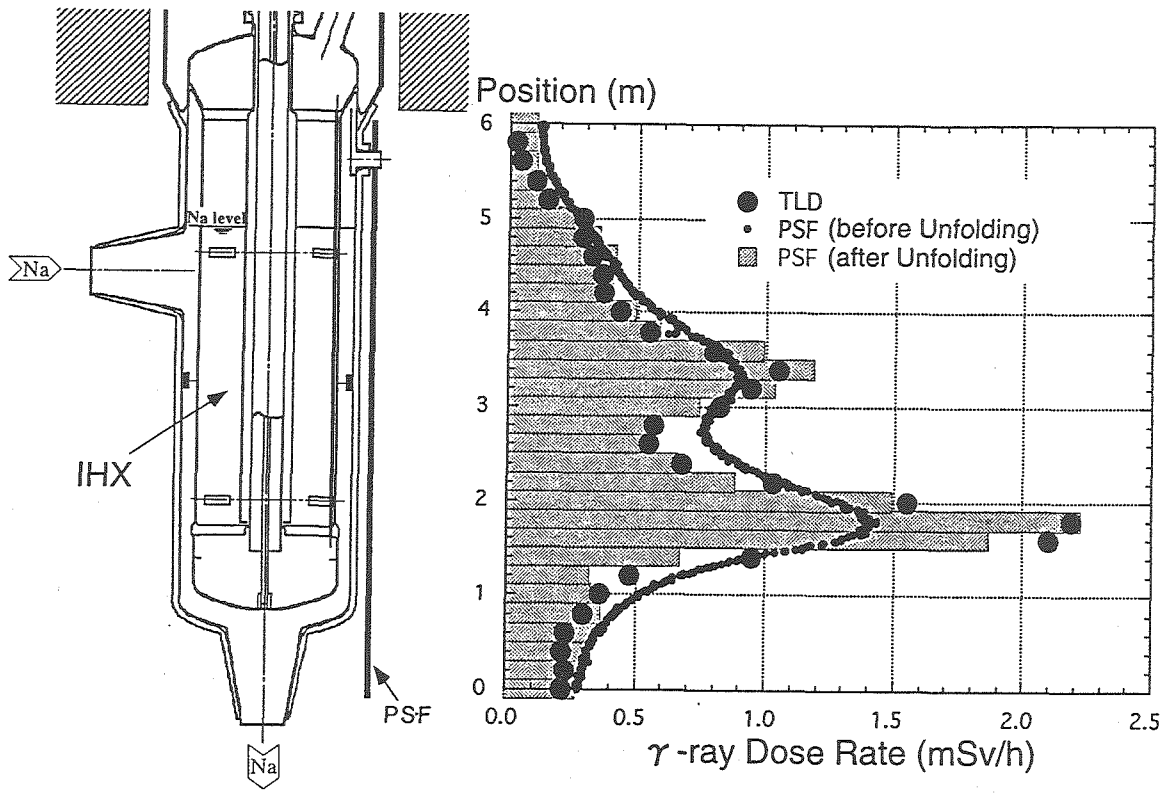 Na level
Na
IHX
PSF
Na
Position (m)
6
5
4
3
2
1
0
TLD
PSF (before Unfolding)
PSF (after Unfolding)
0.0 0.5 1.0 1.5 2.0 2.5
γ-ray Dose Rate (mSv/h)